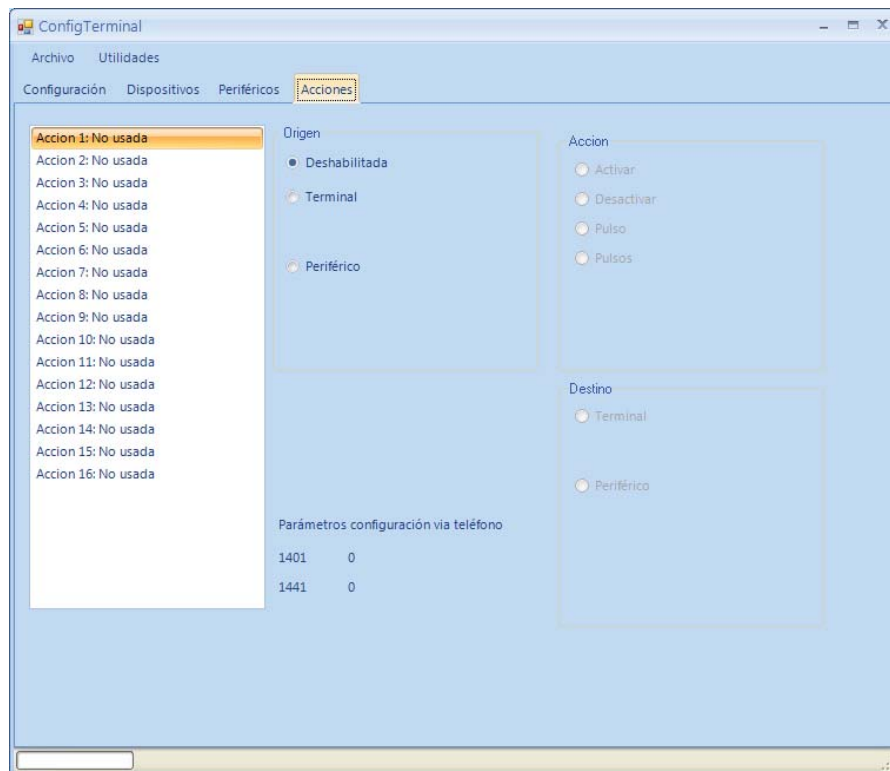 ConfigTerminal
Archivo Utilidades
Configuración Dispositivos Periféricos Acciones
Accion 1: No usada
Accion 2: No usada
Accion 3: No usada
Accion 4: No usada
Accion 5: No usada
Accion 6: No usada
Accion 7: No usada
Accion 8: No usada
Accion 9: No usada
Accion 10: No usada
Accion 11: No usada
Accion 12: No usada
Accion 13: No usada
Accion 14: No usada
Accion 15: No usada
Accion 16: No usada
Origen
Deshabilitada
Terminal
Periférico
Parámetros configuración via teléfono
1401 0
1441 0
Accion
Activar
Desactivar
Pulso
Pulsos
Destino
Terminal
Periférico